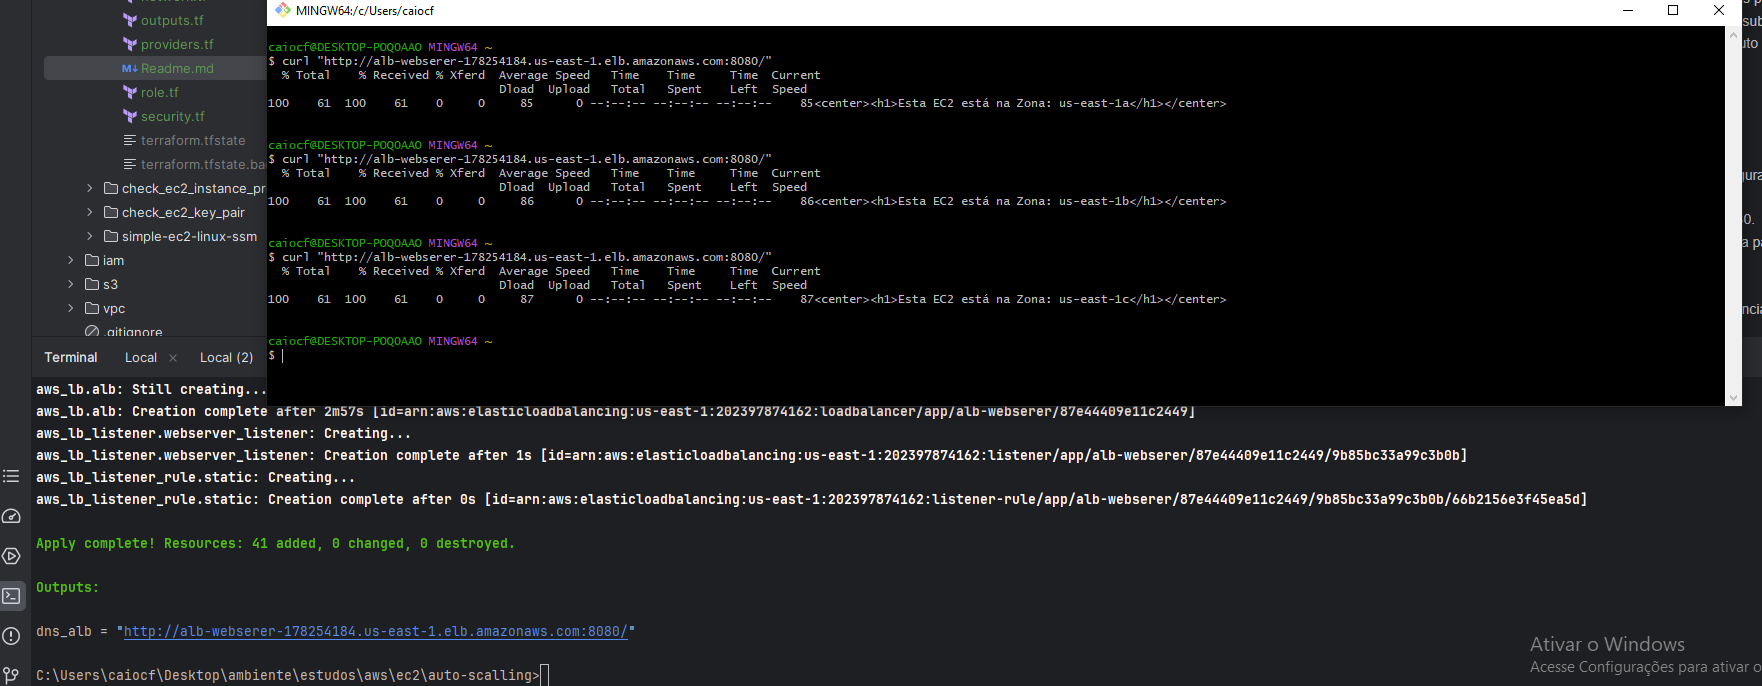 outputs.tf
providers.tf
M↓ Readme.md
role.tf
security.tf
terraform.tfstate
terraform.tfstate.ba
check_ec2_instance_pr
check_ec2_key_pair
simple-ec2-linux-ssm
iam
s3
vpc
.gitignore
MINGW64:/c/Users/caiocf
caiocf@DESKTOP-POQOAAO MINGW64 ~
$ curl "http://alb-webserer-178254184.us-east-1.elb.amazonaws.com:8080/"
% Total % Received % Xferd Average Speed Time Time Time Current
Dload Upload Total Spent Left Speed
100 61 100 61 0 0 85 0 --:--:-- --:--:-- --:--:-- 85<center><h1>Esta EC2 está na Zona: us-east-1a</h1></center>
caiocf@DESKTOP-POQOAAO MINGW64 ~
$ curl "http://alb-webserer-178254184.us-east-1.elb.amazonaws.com:8080/"
% Total % Received % Xferd Average Speed Time Time Time Current
Dload Upload Total Spent Left Speed
100 61 100 61 0 0 86 0 --:--:-- --:--:-- --:--:-- 86<center><h1>Esta EC2 está na Zona: us-east-1b</h1></center>
caiocf@DESKTOP-POQOAAO MINGW64 ~
$ curl "http://alb-webserer-178254184.us-east-1.elb.amazonaws.com:8080/"
% Total % Received % Xferd Average Speed Time Time Time Current
Dload Upload Total Spent Left Speed
100 61 100 61 0 0 87 0 --:--:-- --:--:-- --:--:-- 87<center><h1>Esta EC2 está na Zona: us-east-1c</h1></center>
caiocf@DESKTOP-POQOAAO MINGW64 ~
$
Terminal Local × Local (2)
aws_lb.alb: Still creating...
aws_lb.alb: Creation complete after 2m57s [id=arn:aws:elasticloadbalancing:us-east-1:202397874162:loadbalancer/app/alb-webserer/87e44409e11c2449]
aws_lb_listener.webserver_listener: Creating...
aws_lb_listener.webserver_listener: Creation complete after 1s [id=arn:aws:elasticloadbalancing:us-east-1:202397874162:listener/app/alb-webserer/87e44409e11c2449/9b85bc33a99c3b0b]
aws_lb_listener_rule.static: Creating...
aws_lb_listener_rule.static: Creation complete after 0s [id=arn:aws:elasticloadbalancing:us-east-1:202397874162:listener-rule/app/alb-webserer/87e44409e11c2449/9b85bc33a99c3b0b/66b2156e3f45ea5d]
Apply complete! Resources: 41 added, 0 changed, 0 destroyed.
Outputs:
dns_alb = "http://alb-webserer-178254184.us-east-1.elb.amazonaws.com:8080/"
C:\Users\caiocf\Desktop\ambiente\estudos\aws\ec2\auto-scalling>
Ativar o Windows
Acesse Configurações para ativar o